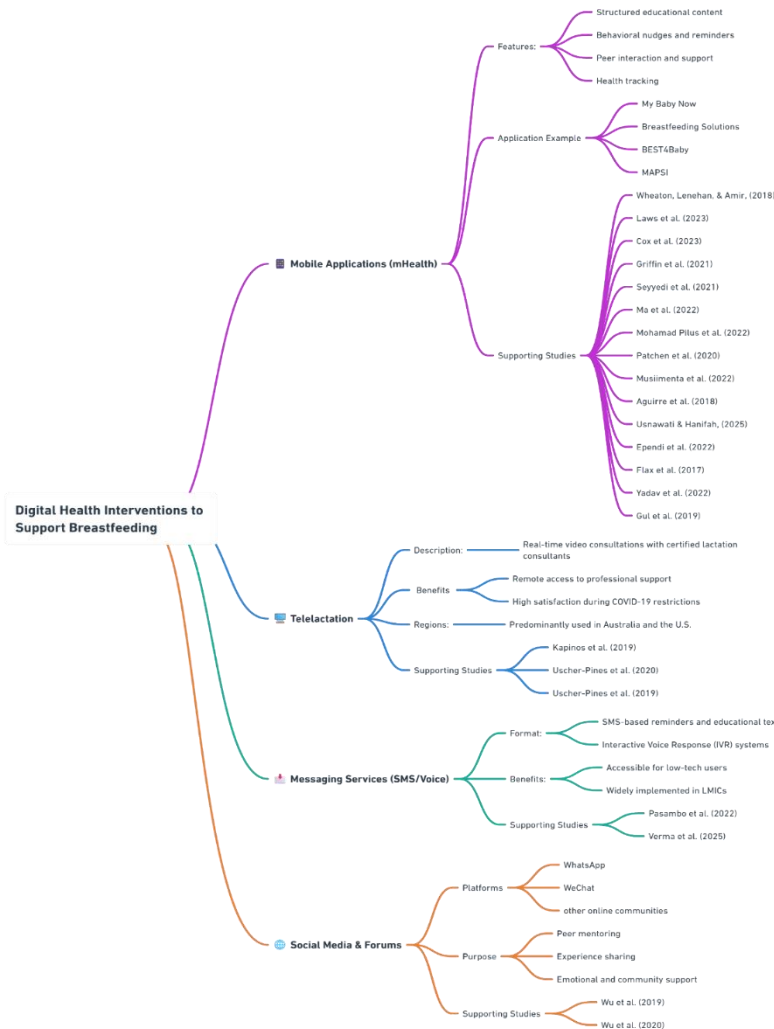 Digital Health Interventions to
Support Breastfeeding
Mobile Applications (mHealth)
Features:
Structured educational content
Behavioral nudges and reminders
Peer interaction and support
Health tracking
Application Example
My Baby Now
Breastfeeding Solutions
BEST4Baby
MAPSI
Supporting Studies
Wheaton, Lenehan, & Amir, (2018)
Laws et al. (2023)
Cox et al. (2023)
Griffin et al. (2021)
Seyyedi et al. (2021)
Ma et al. (2022)
Mohamad Pilus et al. (2022)
Patchen et al. (2020)
Musiimenta et al. (2022)
Aguirre et al. (2018)
Usnawati & Hanifah, (2025)
Ependi et al. (2022)
Flax et al. (2017)
Yadav et al. (2022)
Gul et al. (2019)
Telelactation
Description:
Real-time video consultations with certified lactation
consultants
Benefits
Remote access to professional support
High satisfaction during COVID-19 restrictions
Regions:
Predominantly used in Australia and the U.S.
Supporting Studies
Kapinos et al. (2019)
Uscher-Pines et al. (2020)
Uscher-Pines et al. (2019)
Messaging Services (SMS/Voice)
Format:
SMS-based reminders and educational tex
Interactive Voice Response (IVR) systems
Benefits:
Accessible for low-tech users
Widely implemented in LMICs
Supporting Studies
Pasambo et al. (2022)
Verma et al. (2025)
Social Media & Forums
Platforms
WhatsApp
WeChat
other online communities
Purpose
Peer mentoring
Experience sharing
Emotional and community support
Supporting Studies
Wu et al. (2019)
Wu et al. (2020)